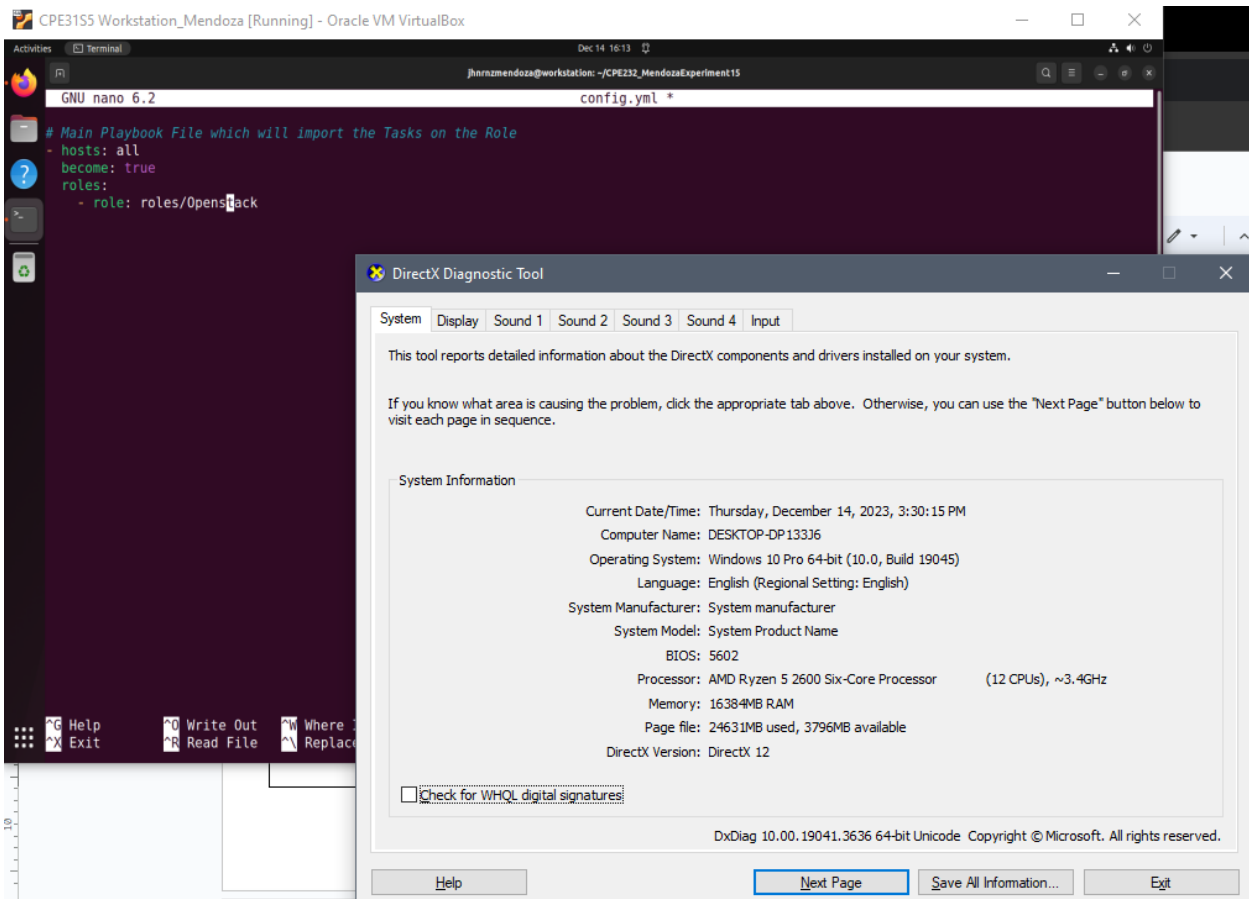 CPE31S5 Workstation_Mendoza [Running] - Oracle VM VirtualBox
Activities Terminal Dec 14 16:13
jhnrnzmendoza@workstation: ~/CPE232_MendozaExperiment15
GNU nano 6.2 config.yml *
# Main Playbook File which will import the Tasks on the Role
- hosts: all
become: true
roles:
- role: roles/Openstack
^G Help ^O Write Out ^W Where
^X Exit ^R Read File ^\ Replace
10
DirectX Diagnostic Tool
System Display Sound 1 Sound 2 Sound 3 Sound 4 Input
This tool reports detailed information about the DirectX components and drivers installed on your system.
If you know what area is causing the problem, click the appropriate tab above. Otherwise, you can use the "Next Page" button below to
visit each page in sequence.
System Information
Current Date/Time: Thursday, December 14, 2023, 3:30:15 PM
Computer Name: DESKTOP-DP133J6
Operating System: Windows 10 Pro 64-bit (10.0, Build 19045)
Language: English (Regional Setting: English)
System Manufacturer: System manufacturer
System Model: System Product Name
BIOS: 5602
Processor: AMD Ryzen 5 2600 Six-Core Processor (12 CPUs), ~3.4GHz
Memory: 16384MB RAM
Page file: 24631MB used, 3796MB available
DirectX Version: DirectX 12
Check for WHQL digital signatures
DxDiag 10.00.19041.3636 64-bit Unicode Copyright © Microsoft. All rights reserved.
Help Next Page Save All Information... Exit